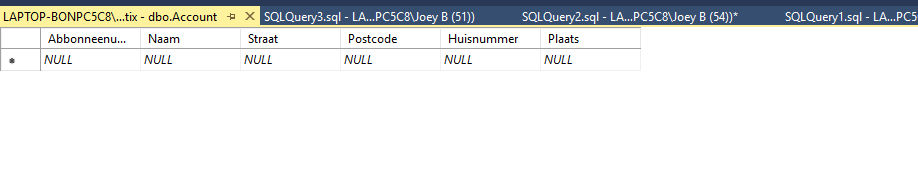 LAPTOP-BONPC5C8\...tix - dbo.Account SQLQuery3.sql - LA...PC5C8\Joey B (51)) SQLQuery2.sql - LA...PC5C8\Joey B (54))* SQLQuery1.sql - LA...PC5
Abbonneenu... Naam Straat Postcode Huisnummer Plaats
NULL NULL NULL NULL NULL NULL